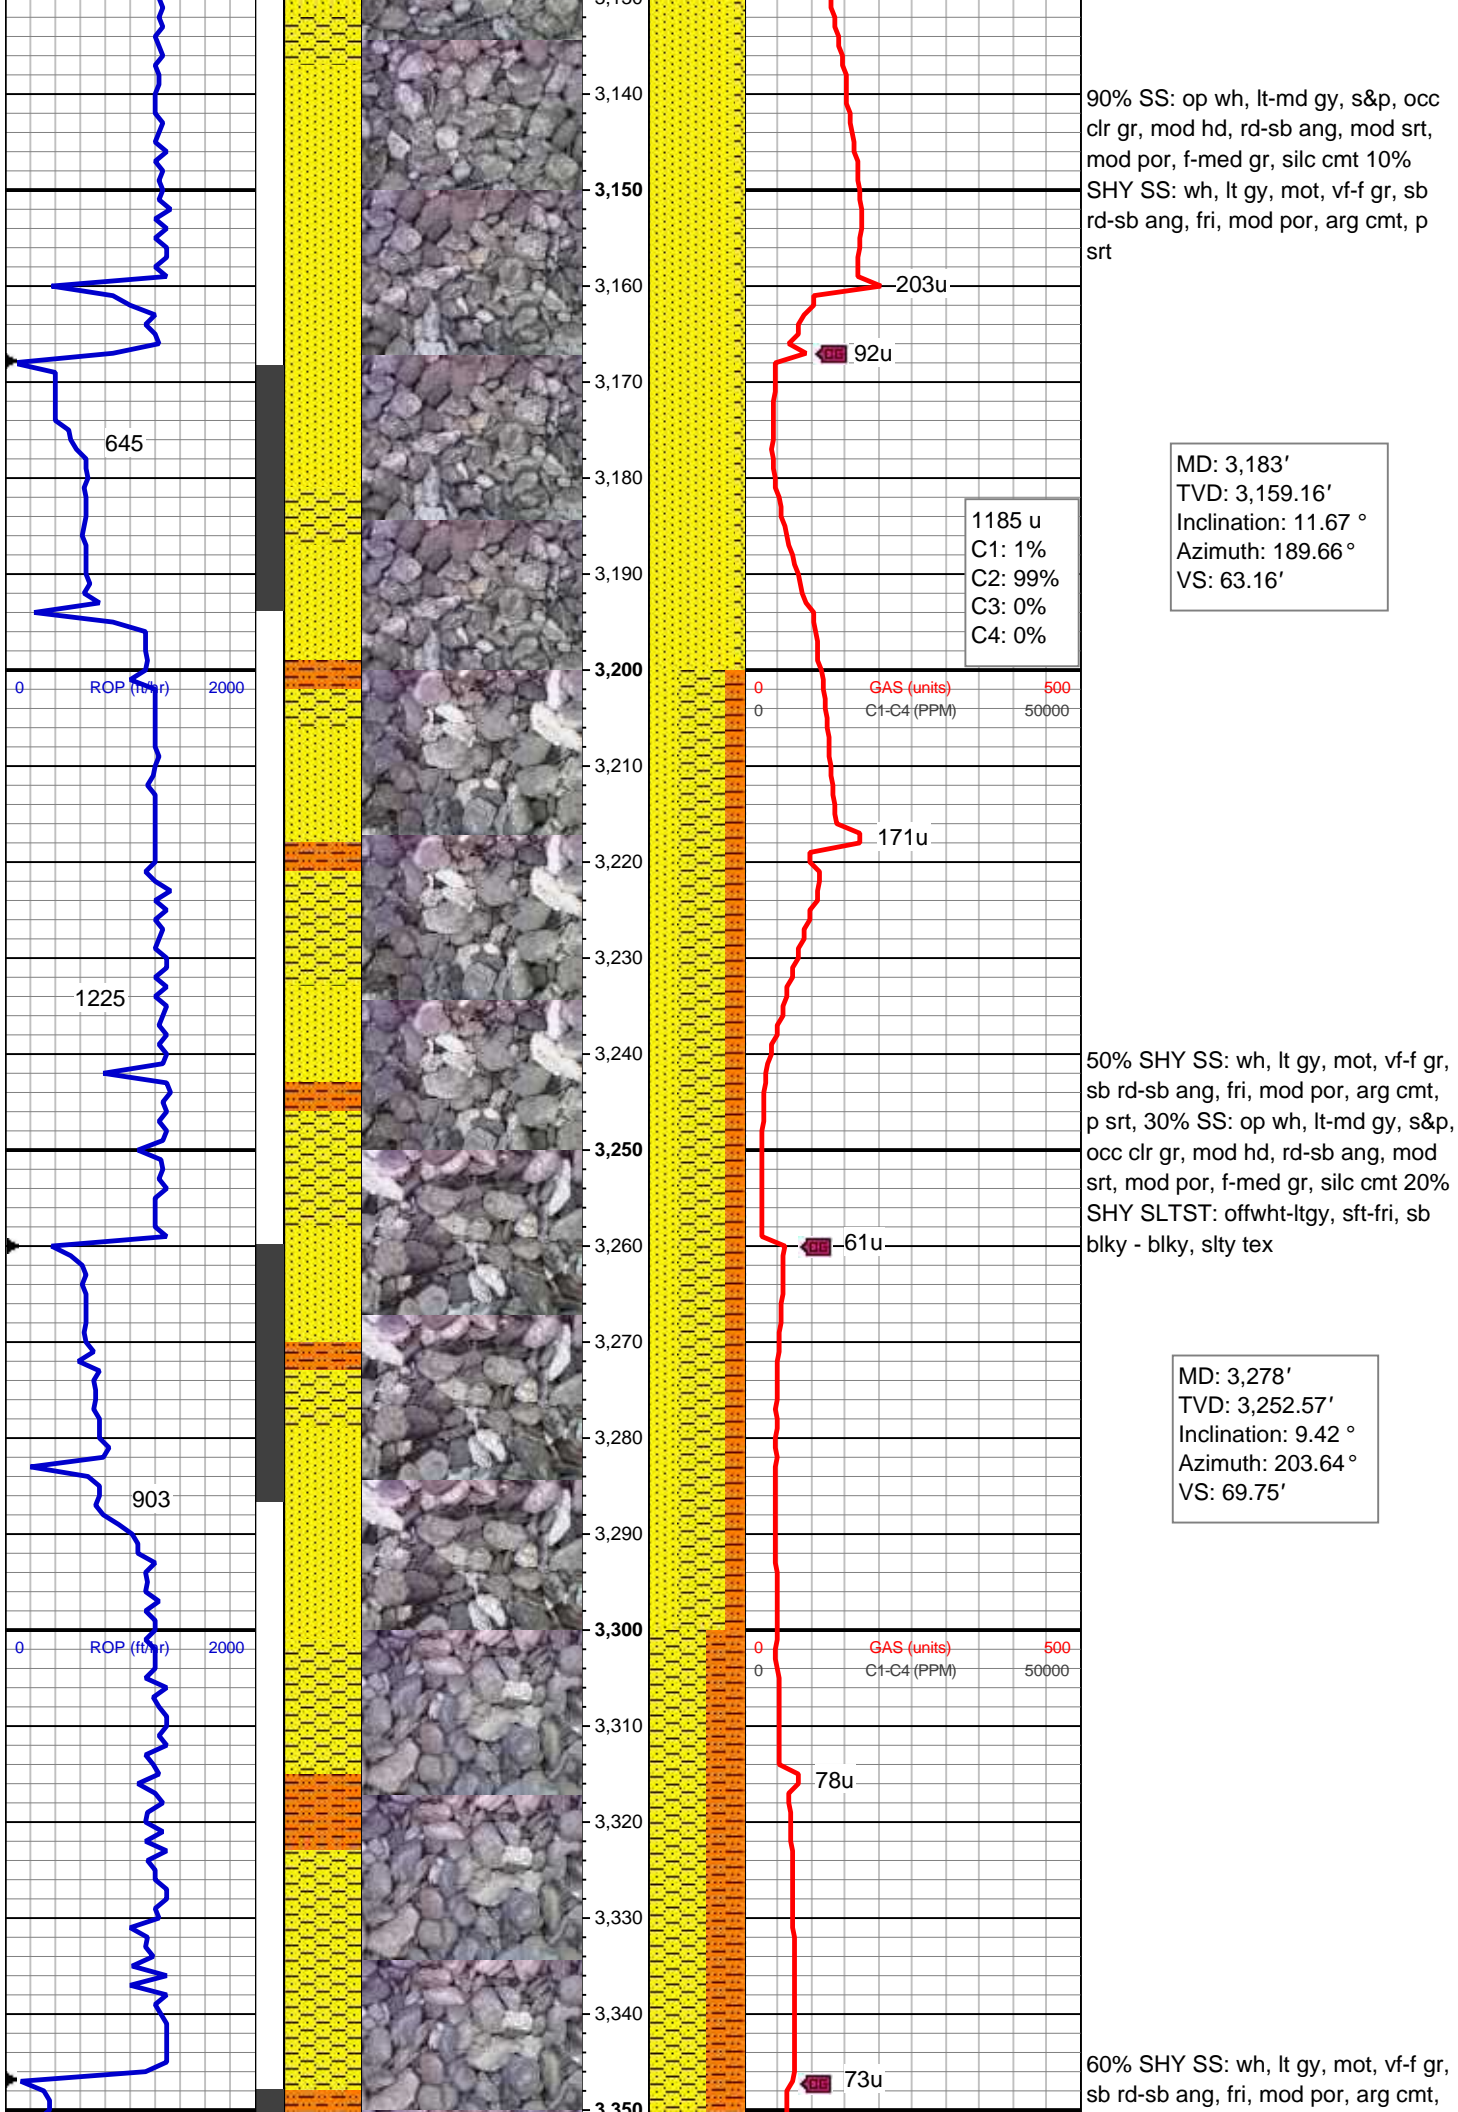 3,140
90% SS: op wh, lt-md gy, s&p, occ
clr gr, mod hd, rd-sb ang, mod srt,
mod por, f-med gr, silc cmt 10%
SHY SS: wh, lt gy, mot, vf-f gr, sb
rd-sb ang, fri, mod por, arg cmt, p
srt
3,150
3,160
203u
CG 92u
3,170
645
MD: 3,183′
TVD: 3,159.16′
Inclination: 11.67 °
Azimuth: 189.66°
VS: 63.16′
3,180
1185 u
C1: 1%
C2: 99%
C3: 0%
C4: 0%
3,190
3,200
0 ROP (ft/hr) 2000
0 GAS (units) 500
0 C1-C4 (PPM) 50000
3,210
171u
3,220
3,230
1225
3,240
50% SHY SS: wh, lt gy, mot, vf-f gr,
sb rd-sb ang, fri, mod por, arg cmt,
p srt, 30% SS: op wh, lt-md gy, s&p,
occ clr gr, mod hd, rd-sb ang, mod
srt, mod por, f-med gr, silc cmt 20%
SHY SLTST: offwht-ltgy, sft-fri, sb
blky - blky, slty tex
3,250
3,260
CG 61u
3,270
MD: 3,278′
TVD: 3,252.57′
Inclination: 9.42 °
Azimuth: 203.64°
VS: 69.75′
3,280
903
3,290
3,300
0 ROP (ft/hr) 2000
0 GAS (units) 500
0 C1-C4 (PPM) 50000
3,310
78u
3,320
3,330
3,340
CG 73u
60% SHY SS: wh, lt gy, mot, vf-f gr,
sb rd-sb ang, fri, mod por, arg cmt,
3,350